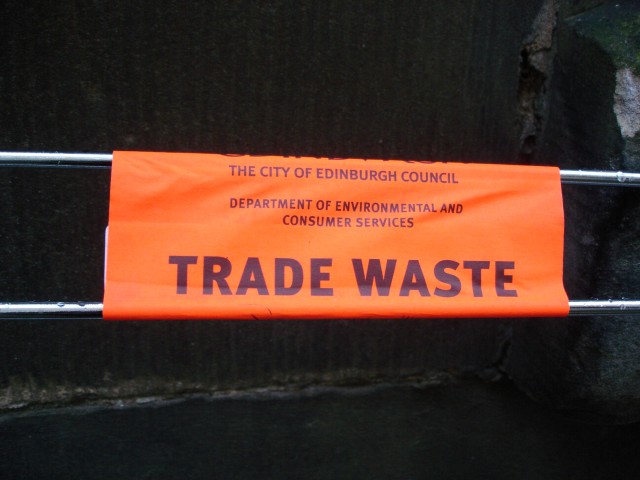 THE CITY OF EDINBURGH COUNCIL
DEPARTMENT OF ENVIRONMENTAL AND
CONSUMER SERVICES
TRADE WASTE